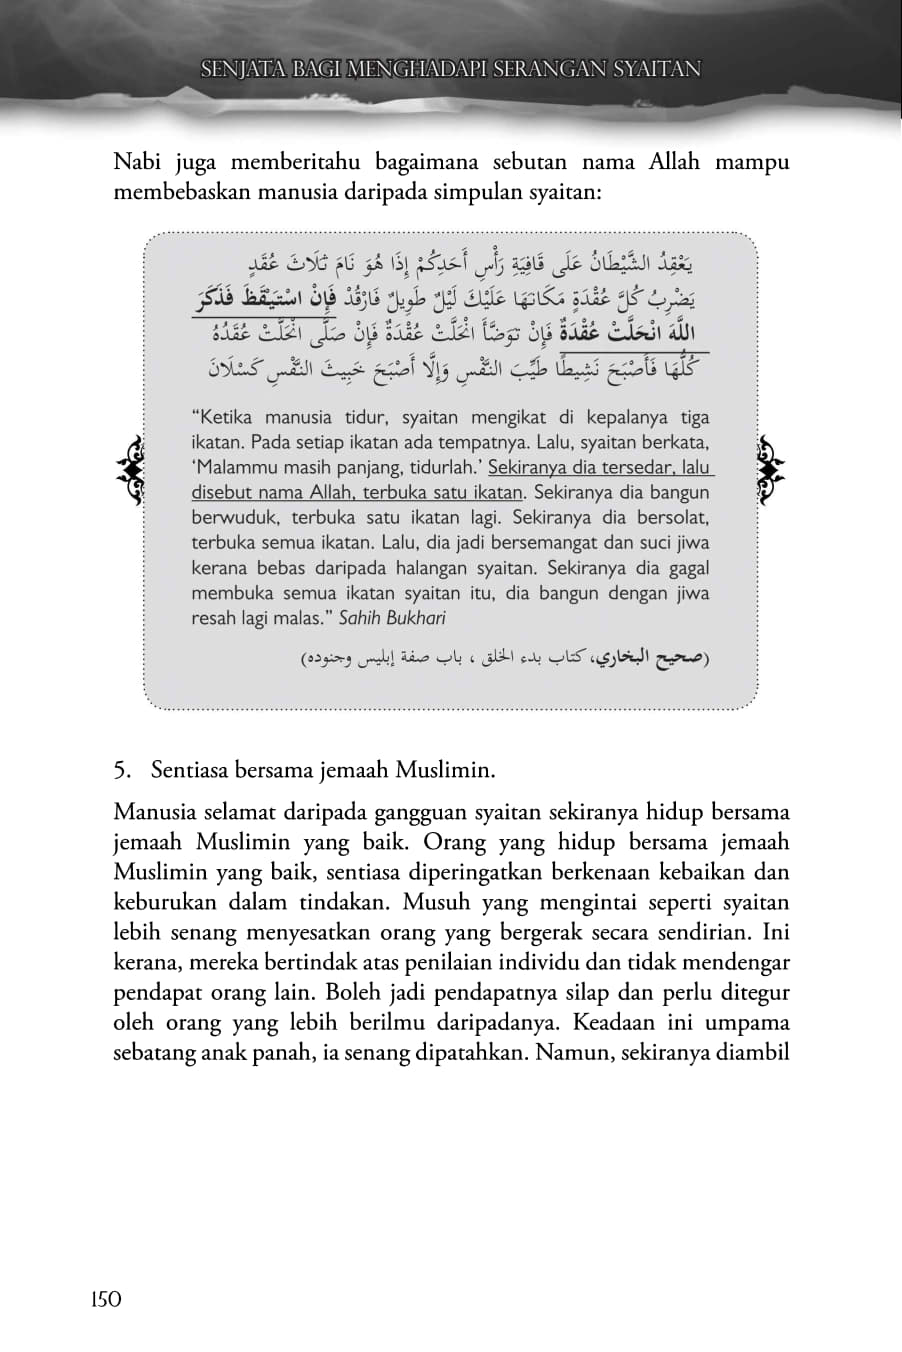 SENJATA BAGI MENGHADAPI SERANGAN SYAITAN
Nabi juga memberitahu bagaimana sebutan nama Allah mampu
membebaskan manusia daripada simpulan syaitan:
يَعْقِدُ الشَّيْطَانُ عَلَى قَافِيَةِ رَأْسِ أَحَدِكُمْ إِذَا هُوَ نَامَ ثَلَاثَ عُقَدٍ
يَضْرِبُ كُلَّ عُقْدَةٍ مَكَانَهَا عَلَيْكَ لَيْلٌ طَوِيلٌ فَارْقُدْ فَإِنْ اسْتَيْقَظَ فَذَكَرَ
اللَّهَ انْحَلَّتْ عُقْدَةٌ فَإِنْ تَوَضَّأَ انْحَلَّتْ عُقْدَةٌ فَإِنْ صَلَّى انْحَلَّتْ عُقَدُهُ
كُلُّهَا فَأَصْبَحَ نَشِيطًا طَيِّبَ النَّفْسِ وَإِلَّا أَصْبَحَ خَبِيثَ النَّفْسِ كَسْلَانَ
“Ketika manusia tidur, syaitan mengikat di kepalanya tiga
ikatan. Pada setiap ikatan ada tempatnya. Lalu, syaitan berkata,
‘Malammu masih panjang, tidurlah.’ Sekiranya dia tersedar, lalu
disebut nama Allah, terbuka satu ikatan. Sekiranya dia bangun
berwuduk, terbuka satu ikatan lagi. Sekiranya dia bersolat,
terbuka semua ikatan. Lalu, dia jadi bersemangat dan suci jiwa
kerana bebas daripada halangan syaitan. Sekiranya dia gagal
membuka semua ikatan syaitan itu, dia bangun dengan jiwa
resah lagi malas.” Sahih Bukhari
(صحيح البخاري، كتاب بدء الخلق ، باب صفة إبليس وجنوده)
5. Sentiasa bersama jemaah Muslimin.
Manusia selamat daripada gangguan syaitan sekiranya hidup bersama
jemaah Muslimin yang baik. Orang yang hidup bersama jemaah
Muslimin yang baik, sentiasa diperingatkan berkenaan kebaikan dan
keburukan dalam tindakan. Musuh yang mengintai seperti syaitan
lebih senang menyesatkan orang yang bergerak secara sendirian. Ini
kerana, mereka bertindak atas penilaian individu dan tidak mendengar
pendapat orang lain. Boleh jadi pendapatnya silap dan perlu ditegur
oleh orang yang lebih berilmu daripadanya. Keadaan ini umpama
sebatang anak panah, ia senang dipatahkan. Namun, sekiranya diambil
150